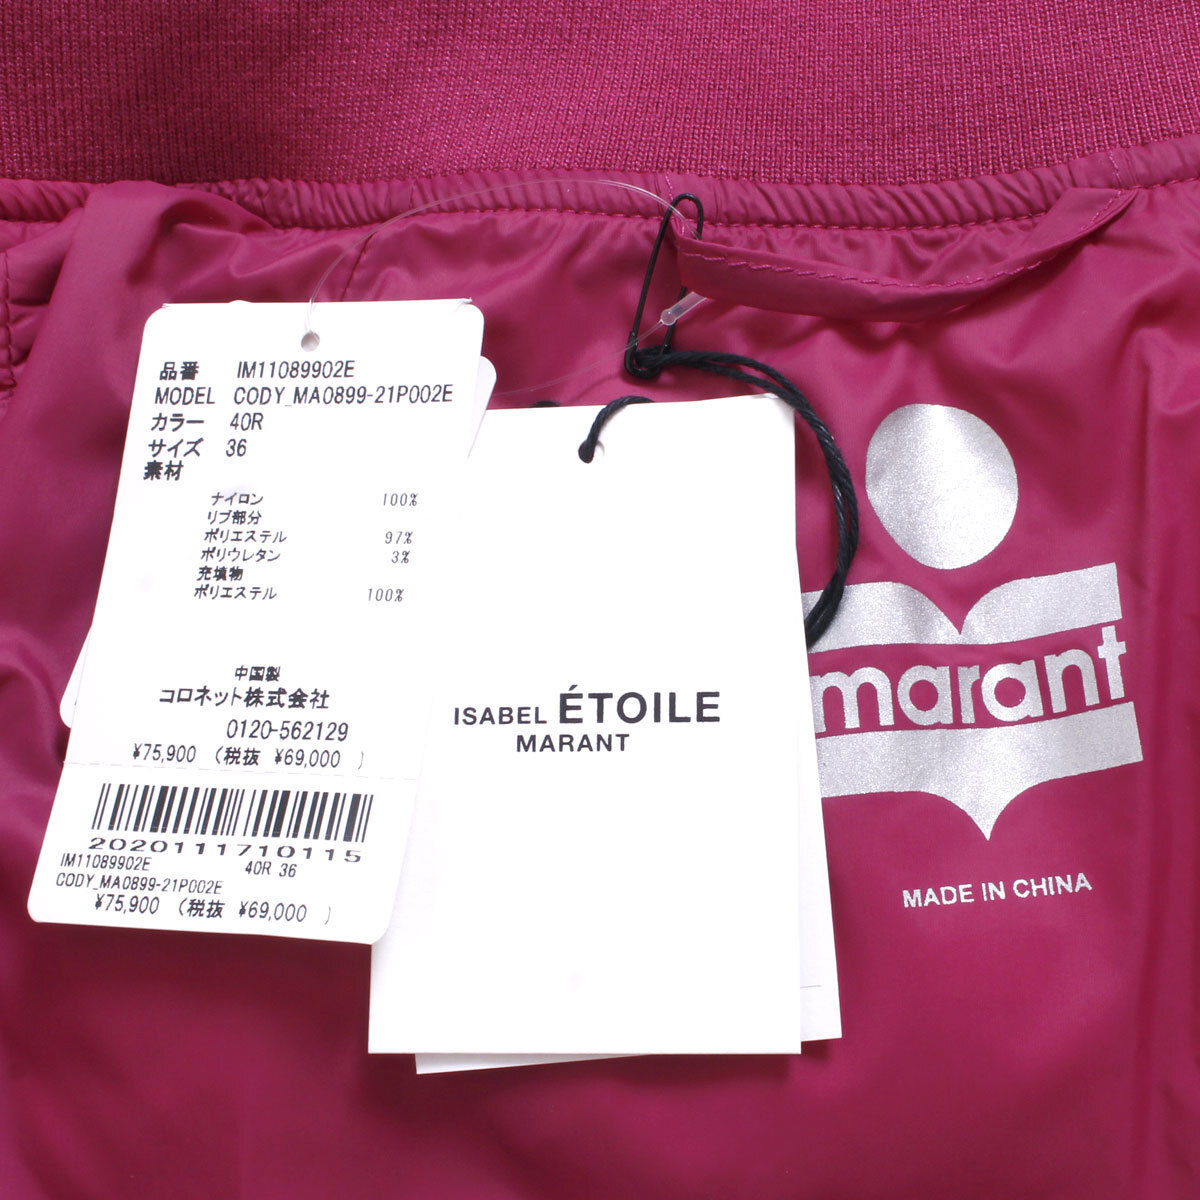 品番 IM11089902E
MODEL CODY_MA0899-21P002E
カラー 40R
サイズ 36
素材
ナイロン 100%
リブ部分
ポリエステル 97%
ポリウレタン 3%
充填物
ポリエステル 100%
中国製
コロネット株式会社
0120-562129
¥75,900 (税抜 ¥69,000 )
2020111710115
IM11089902E 40R 36
CODY_MA0899-21P002E
¥75,900 (税抜 ¥69,000 )
ISABEL ÉTOILE
MARANT
marant
MADE IN CHINA